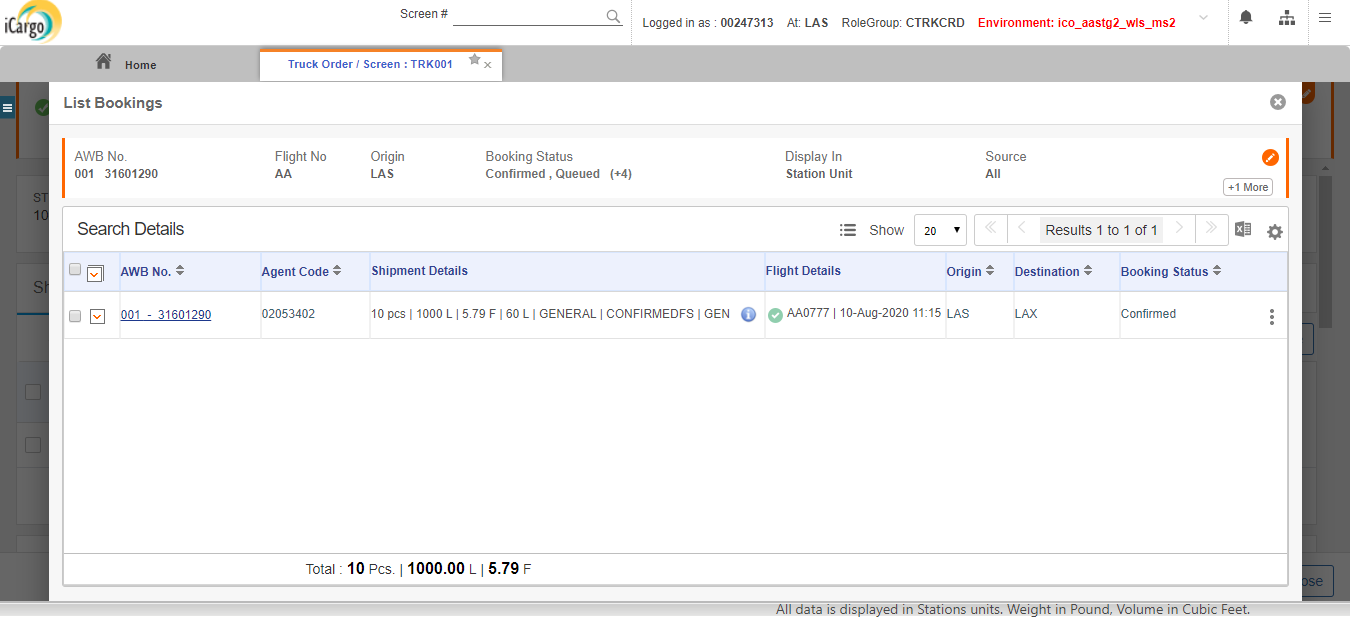 iCargo
Screen #
Logged in as : 00247313 At: LAS RoleGroup: CTRKCRD Environment: ico_aastg2_wls_ms2
Home
Truck Order / Screen : TRK001
List Bookings
AWB No. Flight No Origin Booking Status Display In Source
001 31601290 AA LAS Confirmed , Queued (+4) Station Unit All
+1 More
ST
10
Search Details Show 20 Results 1 to 1 of 1
Sh
AWB No. Agent Code Shipment Details Flight Details Origin Destination Booking Status
001 - 31601290 02053402 10 pcs | 1000 L | 5.79 F | 60 L | GENERAL | CONFIRMEDFS | GEN AA0777 | 10-Aug-2020 11:15 LAS LAX Confirmed
Total : 10 Pcs. | 1000.00 L | 5.79 F
ose
All data is displayed in Stations units. Weight in Pound, Volume in Cubic Feet.